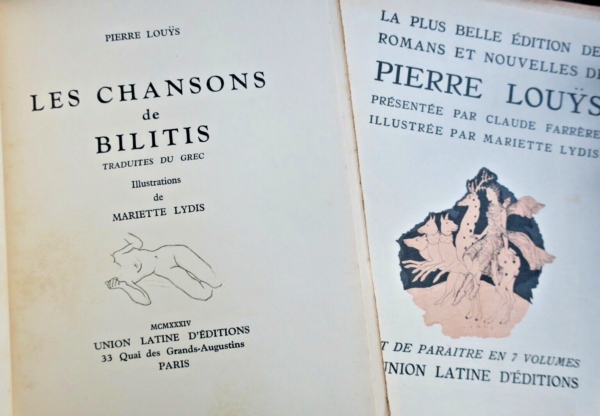 PIERRE LOUŸS
LES CHANSONS
de
BILITIS
TRADUITES DU GREC
Illustrations
de
MARIETTE LYDIS
MCMXXXIV
UNION LATINE D'ÉDITIONS
33 Quai des Grands-Augustins
PARIS
LA PLUS BELLE ÉDITION DE
ROMANS ET NOUVELLES DE
PIERRE LOUŸS
PRÉSENTÉE PAR CLAUDE FARRÈRE
ILLUSTRÉE PAR MARIETTE LYDIS
T DE PARAITRE EN 7 VOLUMES
UNION LATINE D'ÉDITIONS